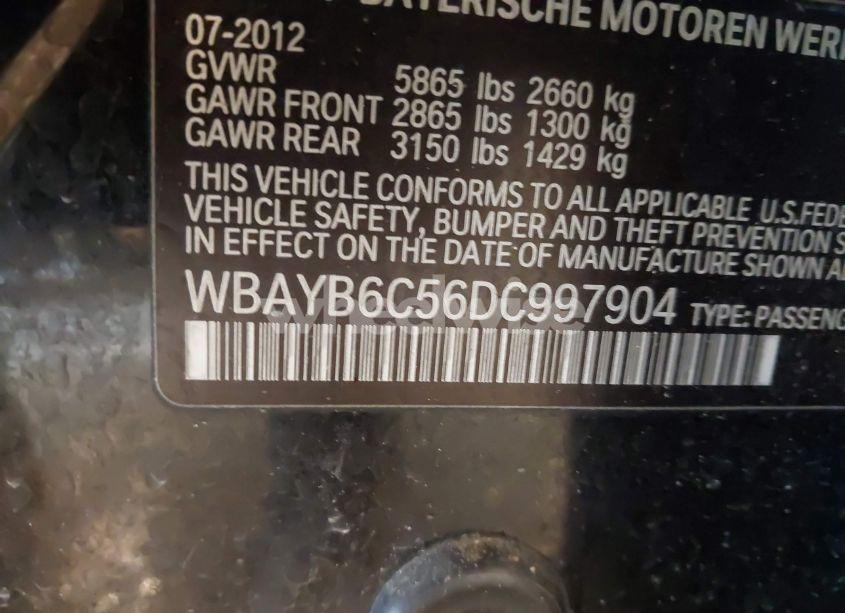 BAYERISCHE MOTOREN
07-2012
GVWR 5865 lbs 2660 kg
GAWR FRONT 2865 lbs 1300 kg
GAWR REAR 3150 lbs 1429 kg
THIS VEHICLE CONFORMS TO ALL APPLICABLE U.S.FEDE
VEHICLE SAFETY, BUMPER AND THEFT PREVENTION S
IN EFFECT ON THE DATE OF MANUFACTURE SHOWN A
WBAYB6C56DC997904 TYPE: PASSENG